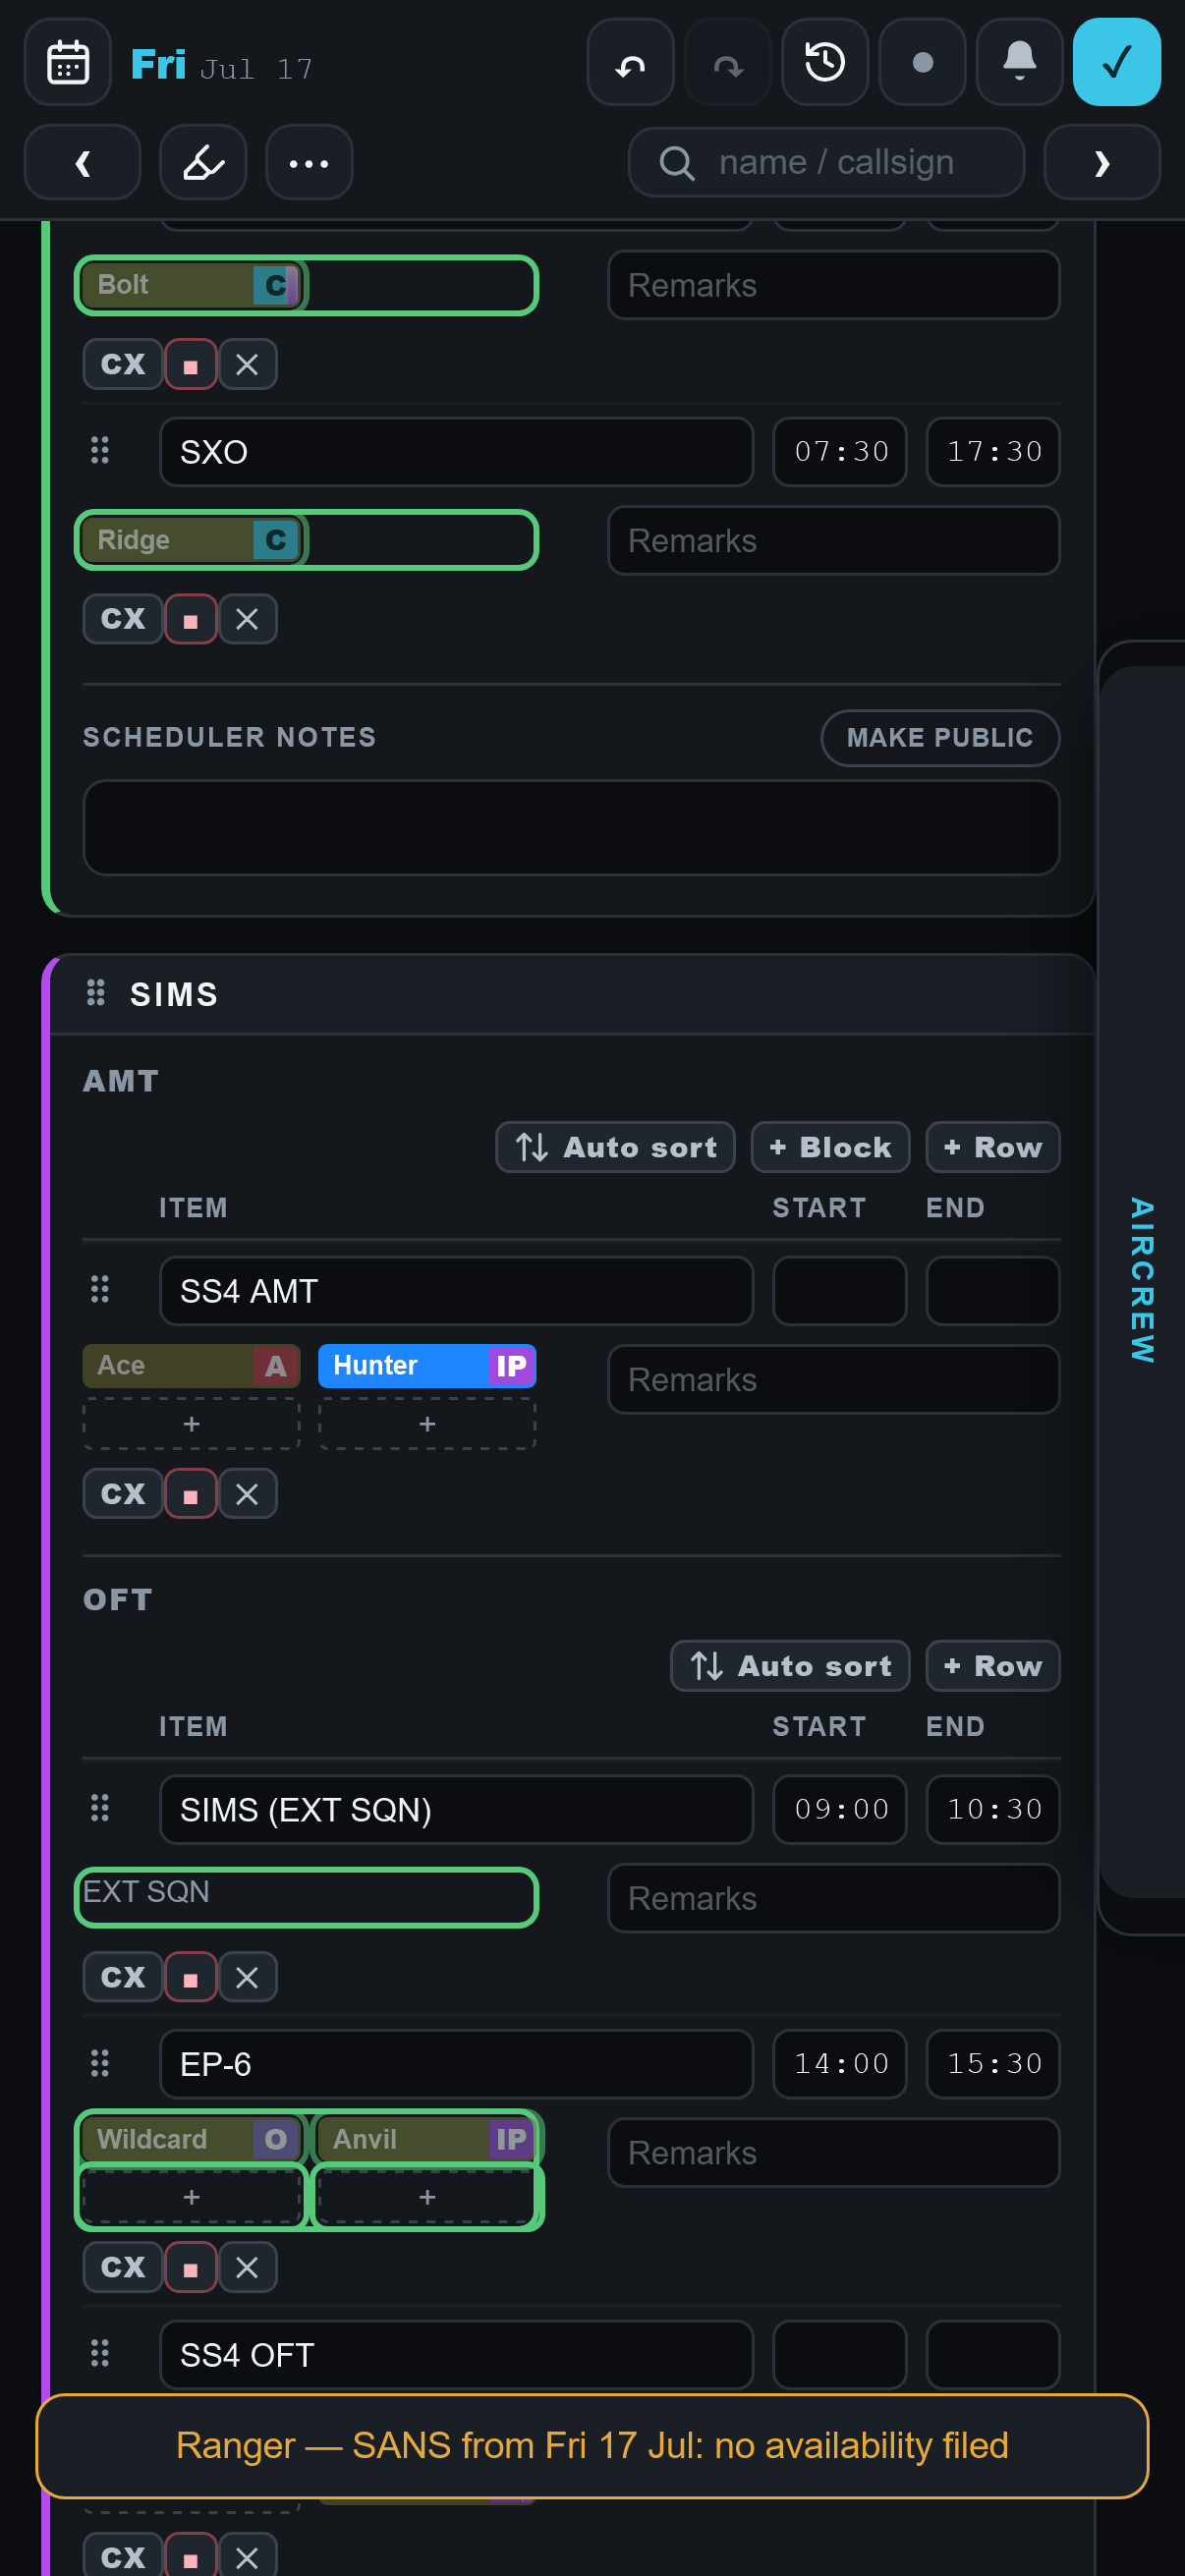 Fri Jul 17
name / callsign
Bolt C Remarks
CX
SXO 07:30 17:30
Ridge C Remarks
CX
SCHEDULER NOTES MAKE PUBLIC
SIMS
AMT
Auto sort + Block + Row
ITEM START END
SS4 AMT
Ace A Hunter IP Remarks
+ +
CX
AIRCREW
OFT
Auto sort + Row
ITEM START END
SIMS (EXT SQN) 09:00 10:30
EXT SQN Remarks
CX
EP-6 14:00 15:30
Wildcard O Anvil IP Remarks
+ +
CX
SS4 OFT
Ranger — SANS from Fri 17 Jul: no availability filed
CX